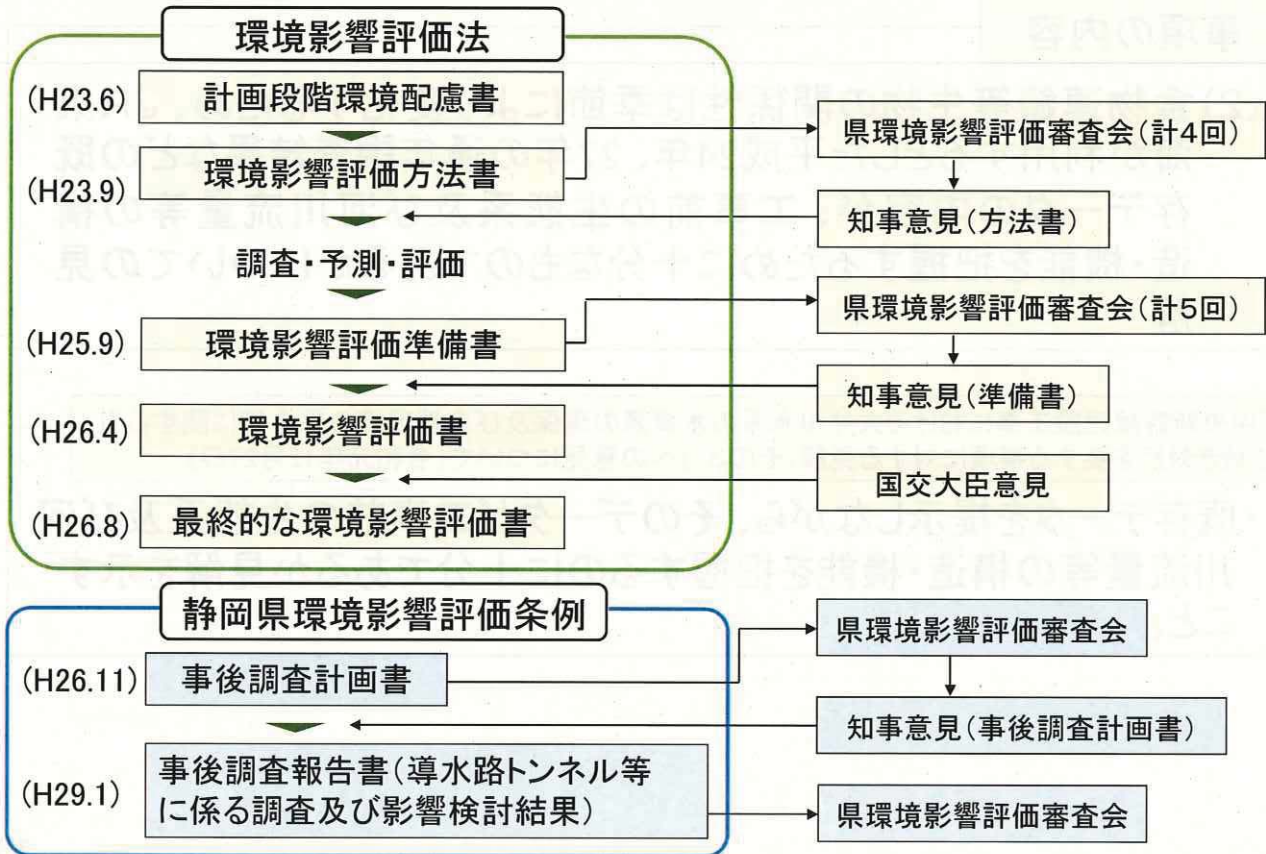 環境影響評価法
(H23.6)
計画段階環境配慮書
県環境影響評価審査会(計4回)
(H23.9)
環境影響評価方法書
知事意見(方法書)
調査・予測・評価
県環境影響評価審査会(計5回)
(H25.9)
環境影響評価準備書
知事意見(準備書)
(H26.4)
環境影響評価書
国交大臣意見
(H26.8)
最終的な環境影響評価書
静岡県環境影響評価条例
県環境影響評価審査会
(H26.11)
事後調査計画書
知事意見(事後調査計画書)
(H29.1)
事後調査報告書(導水路トンネル等
に係る調査及び影響検討結果)
県環境影響評価審査会